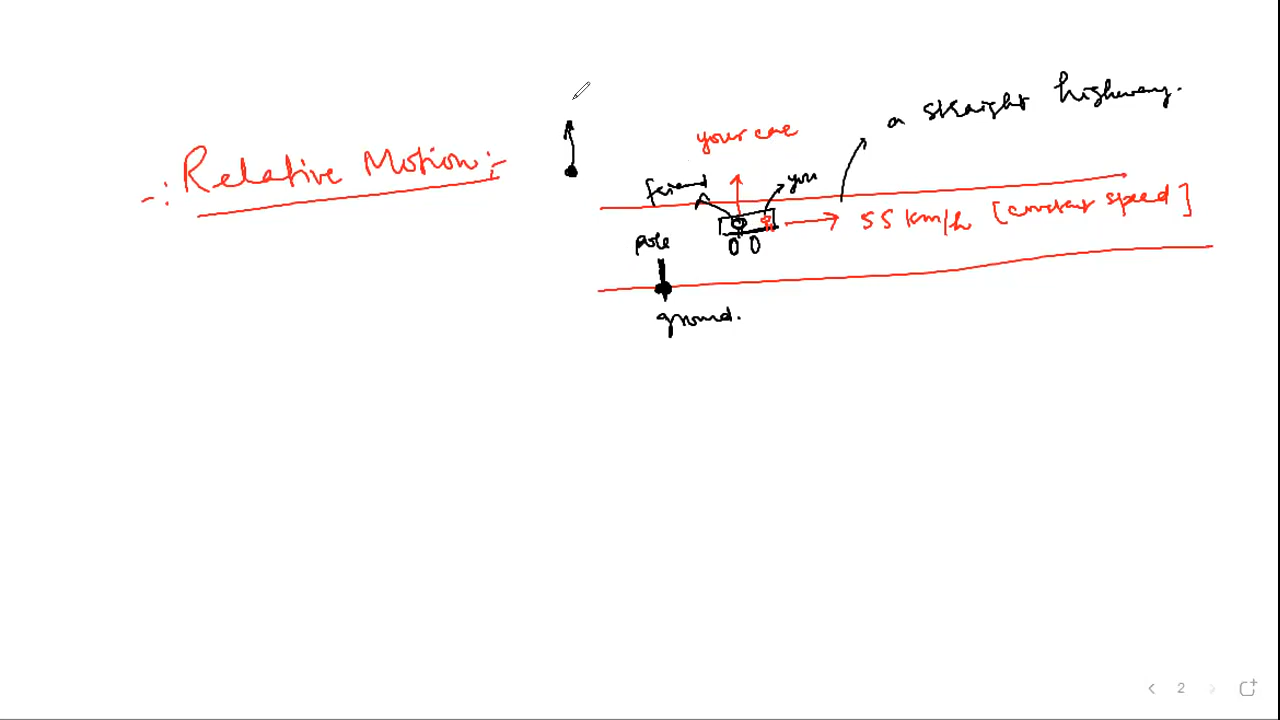 a straight highway.
your car
-: Relative Motion :-
friend
you
55 km/h [constant speed]
pole
ground.
2